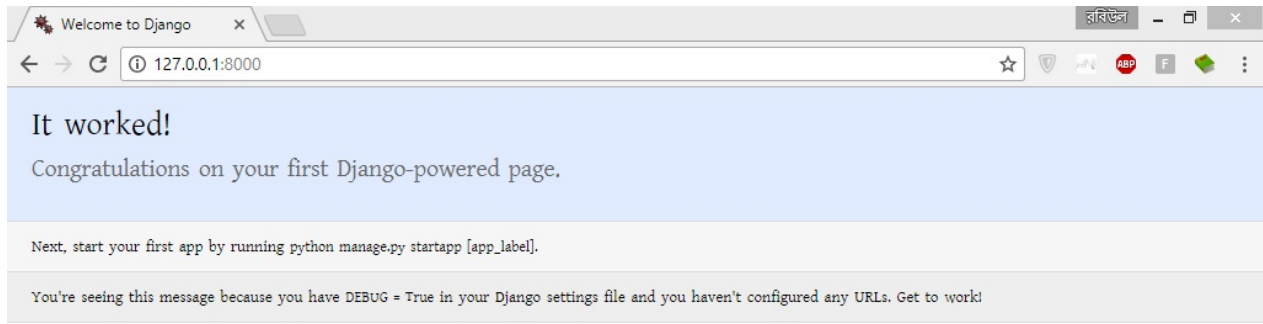 Welcome to Django
রবিউল
127.0.0.1:8000
ABP
F
It worked!
Congratulations on your first Django-powered page.
Next, start your first app by running python manage.py startapp [app_label].
You're seeing this message because you have DEBUG = True in your Django settings file and you haven't configured any URLs. Get to work!